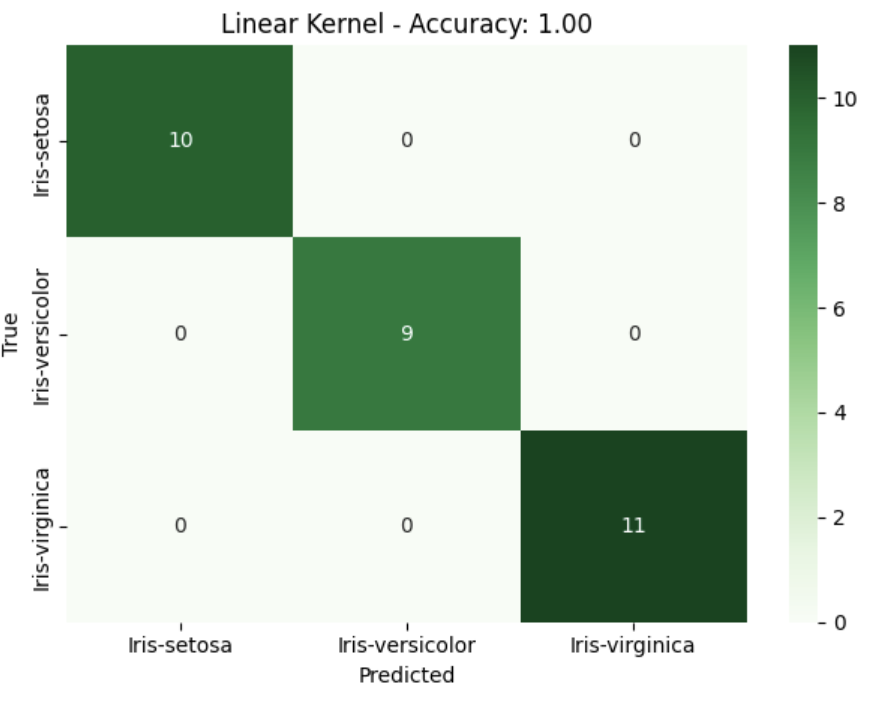 Linear Kernel - Accuracy: 1.00
Iris-setosa
10
0
0
Iris-versicolor
0
9
0
Iris-virginica
0
0
11
True
Iris-setosa
Iris-versicolor
Iris-virginica
Predicted
10
8
6
4
2
0